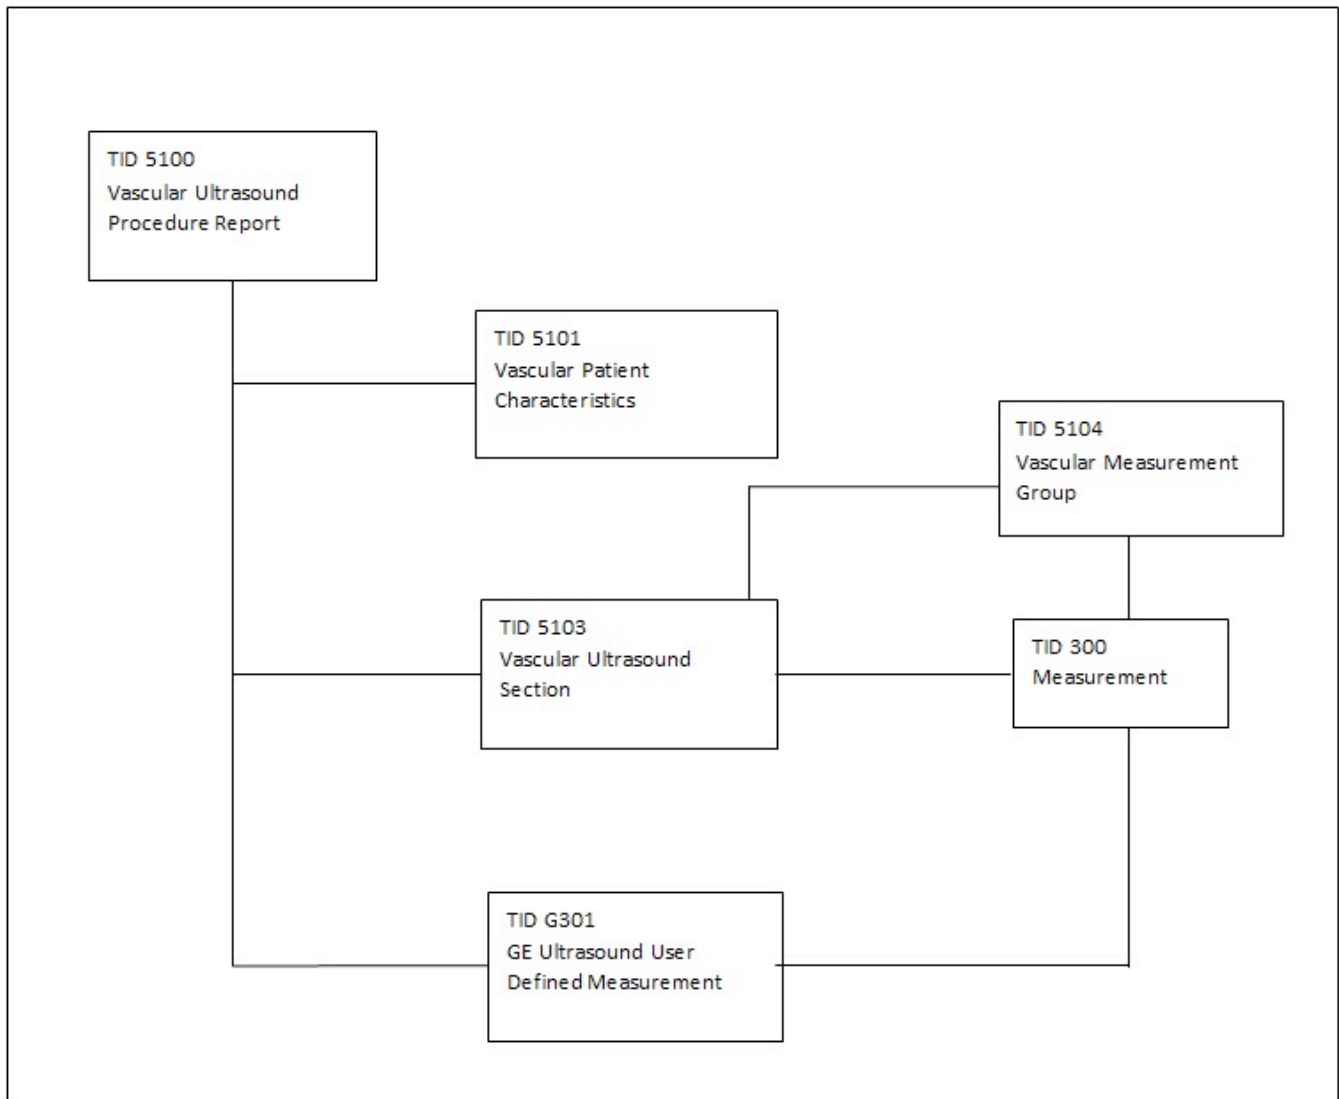 TID 5100
Vascular Ultrasound
Procedure Report
TID 5101
Vascular Patient
Characteristics
TID 5104
Vascular Measurement
Group
TID 5103
Vascular Ultrasound
Section
TID 300
Measurement
TID G301
GE Ultrasound User
Defined Measurement